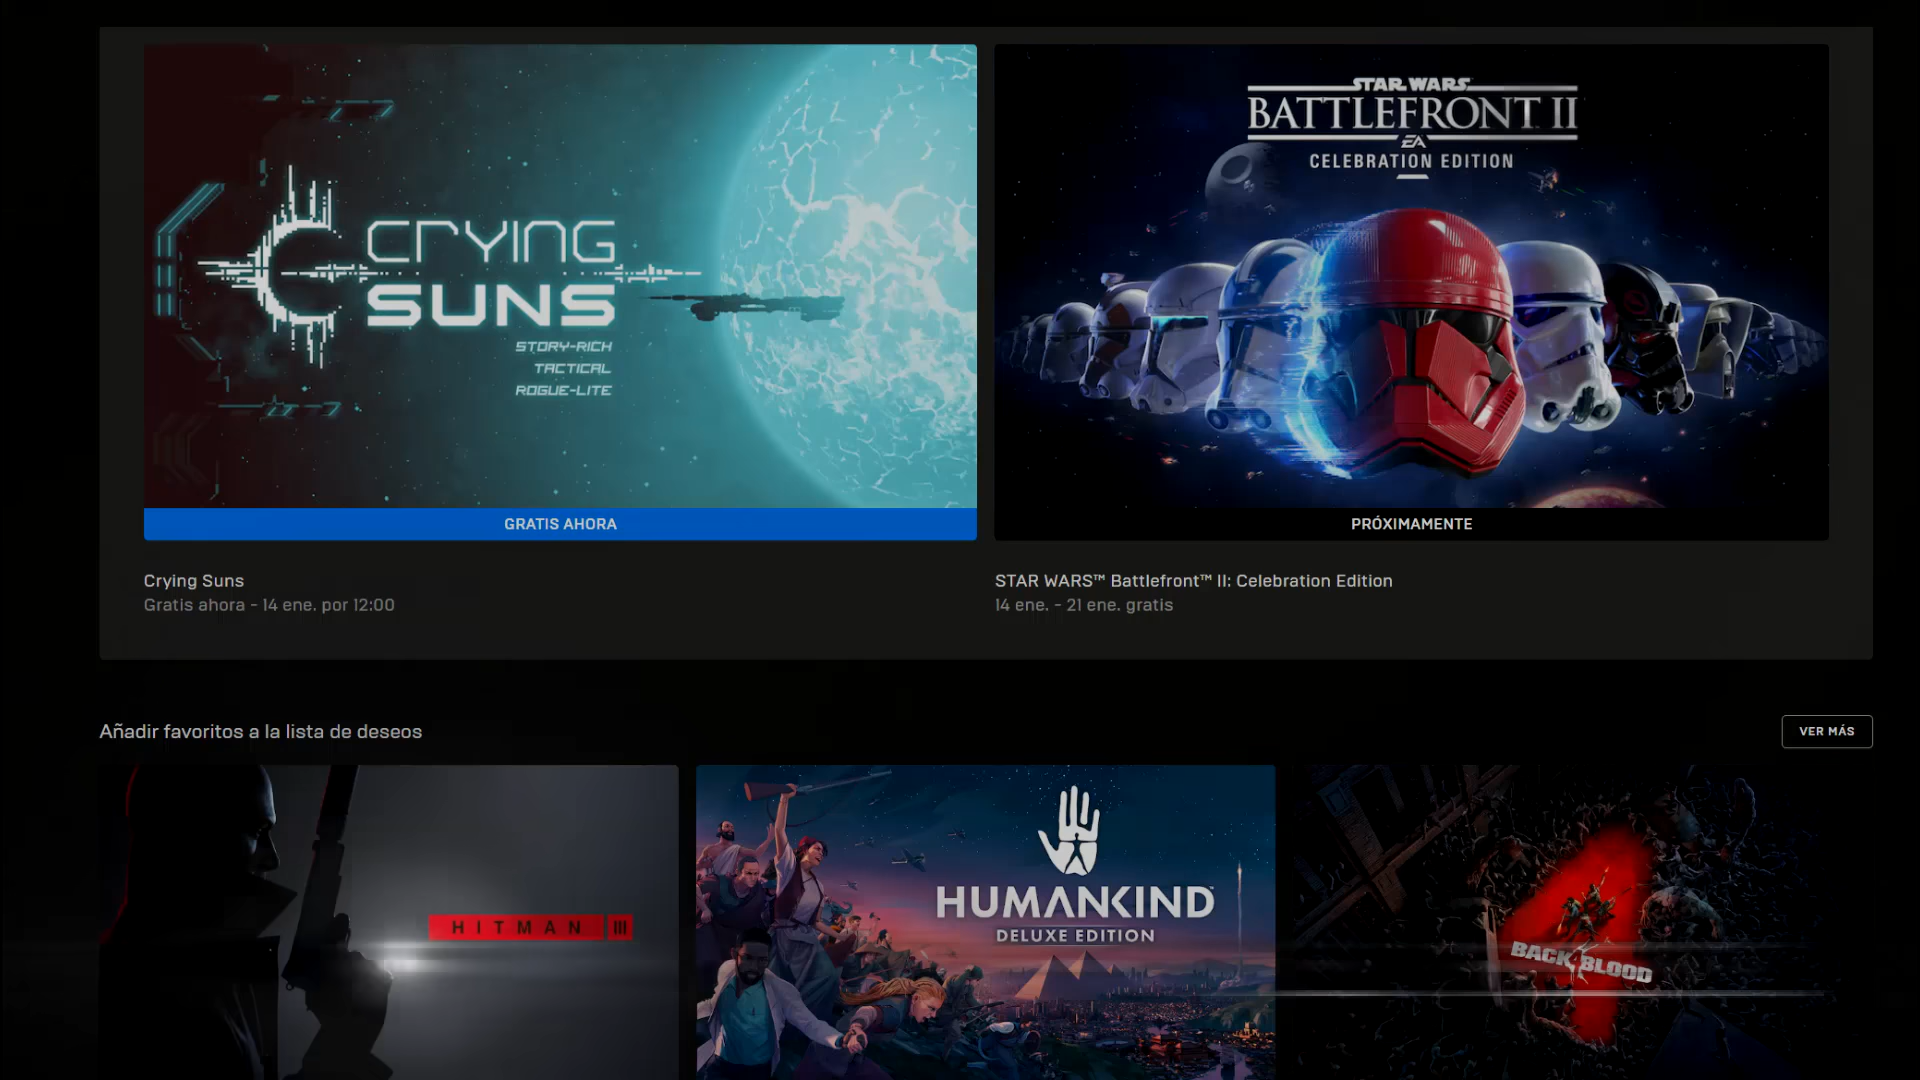 CRYING
SUNS
STORY-RICH
TACTICAL
ROGUE-LITE
GRATIS AHORA
Crying Suns
Gratis ahora - 14 ene. por 12:00
STAR WARS
BATTLEFRONT II
EA
CELEBRATION EDITION
PRÓXIMAMENTE
STAR WARS™ Battlefront™ II: Celebration Edition
14 ene. - 21 ene. gratis
Añadir favoritos a la lista de deseos
VER MÁS
HITMAN III
HUMANKIND™
DELUXE EDITION
BACK 4 BLOOD